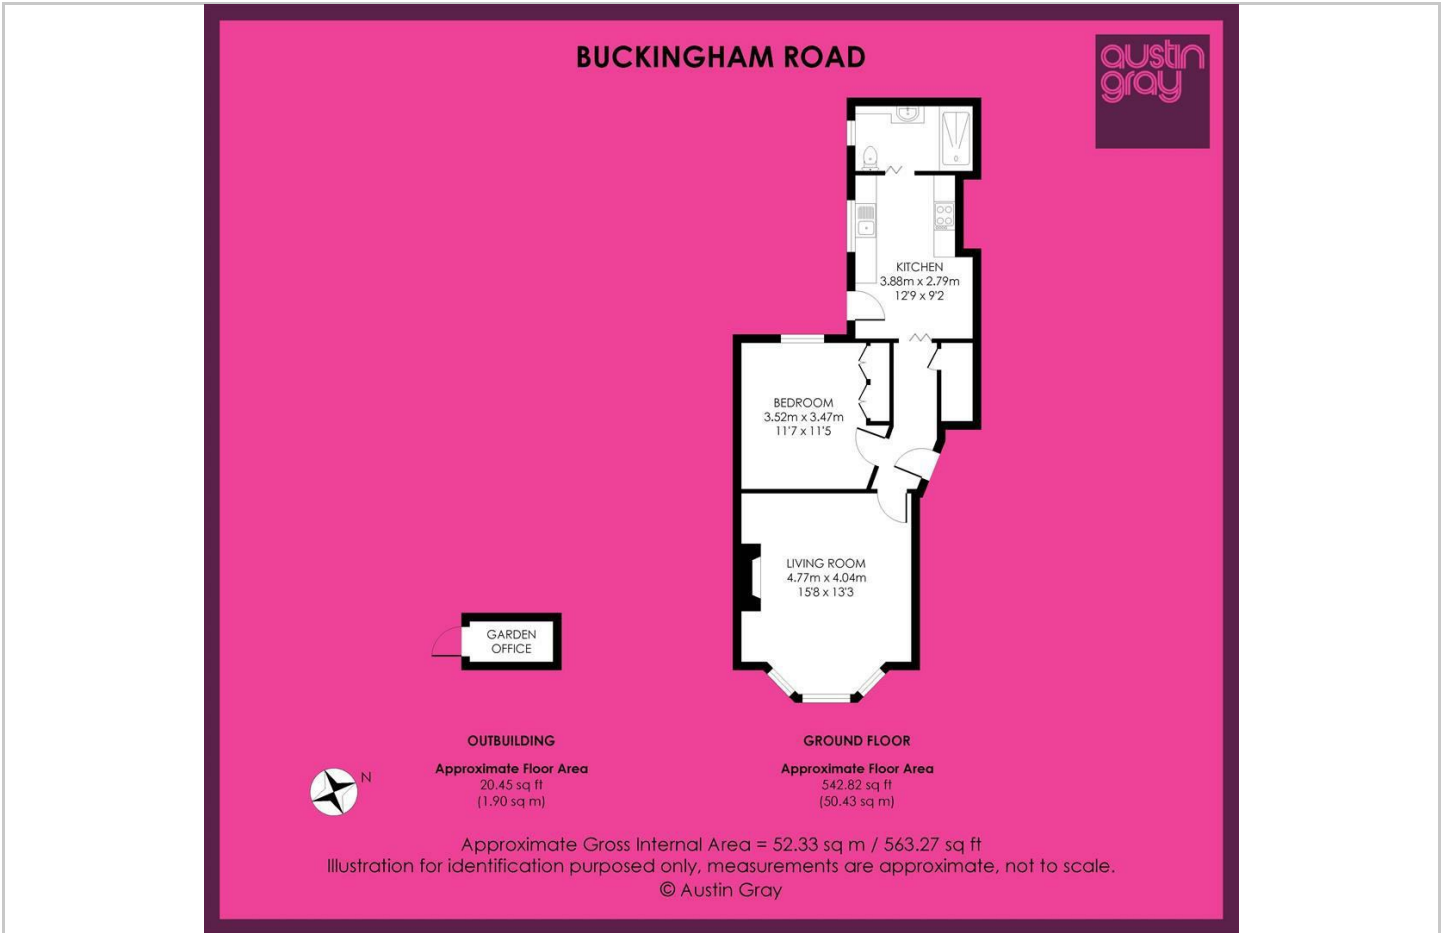 BUCKINGHAM ROAD
austin
gray
KITCHEN
3.88m x 2.79m
12'9 x 9'2
BEDROOM
3.52m x 3.47m
11'7 x 11'5
LIVING ROOM
4.77m x 4.04m
15'8 x 13'3
GARDEN
OFFICE
OUTBUILDING
Approximate Floor Area
20.45 sq ft
(1.90 sq m)
GROUND FLOOR
Approximate Floor Area
542.82 sq ft
(50.43 sq m)
N
Approximate Gross Internal Area = 52.33 sq m / 563.27 sq ft
Illustration for identification purposed only, measurements are approximate, not to scale.
© Austin Gray